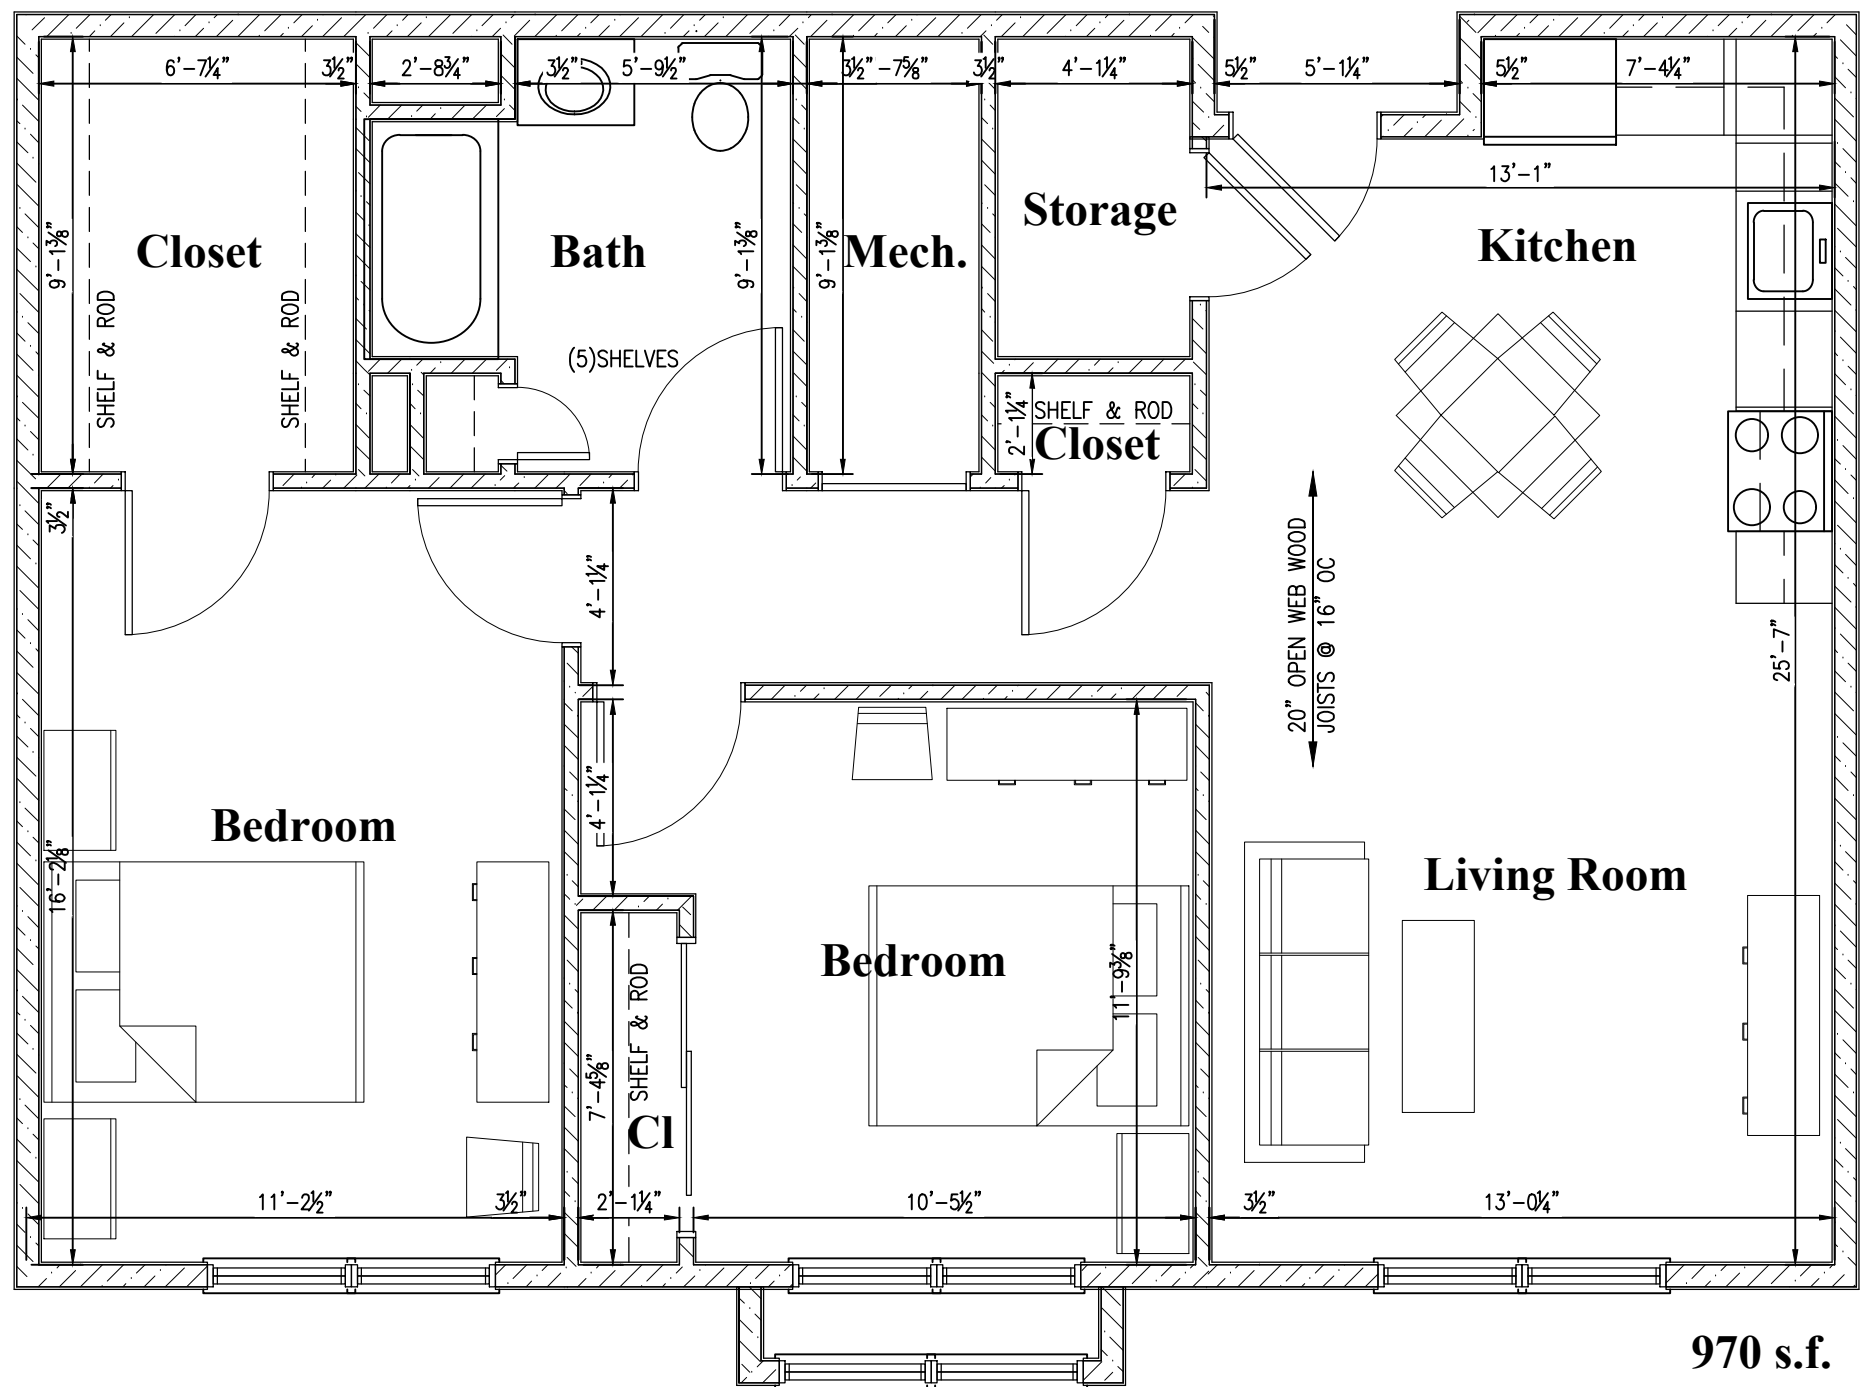 6'-7¼" 3½" 2'-8¾" 3½" 5'-9½" 3½" -7⅝" 3½" 4'-1¼" 5½" 5'-1¼" 5½" 7'-4¼"
13'-1"
Storage
Kitchen
Closet
Bath
Mech.
9'-1⅜"
9'-1⅜"
9'-1⅜"
SHELF & ROD
SHELF & ROD
(5)SHELVES
2'-1¼"
SHELF & ROD
Closet
3½"
4'-1¼"
20" OPEN WEB WOOD
JOISTS @ 16" OC
25'-7"
4'-1¼"
Bedroom
16'-2⅛"
Living Room
Bedroom
11'-9⅜"
SHELF & ROD
7'-4⅝"
Cl
11'-2½" 3½" 2'-1¼" 10'-5½" 3½" 13'-0¼"
970 s.f.